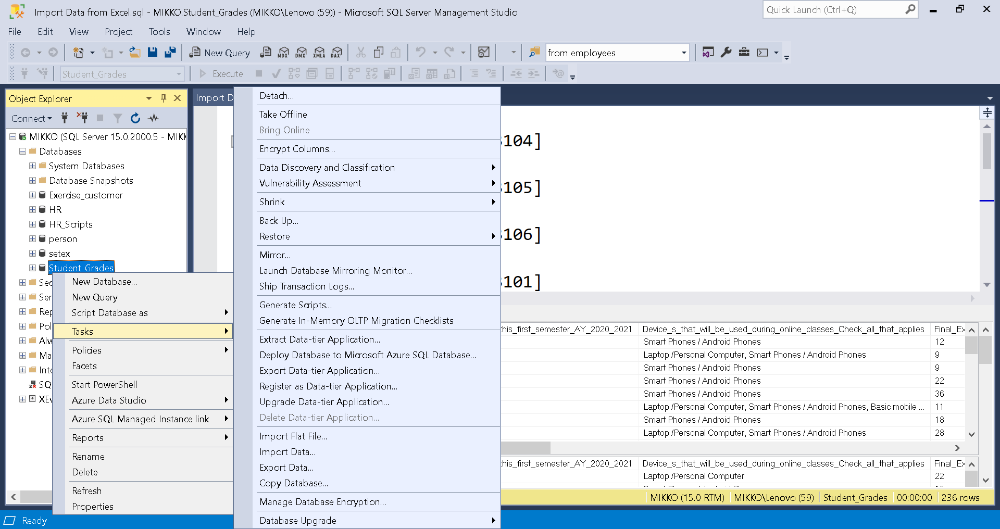 Import Data from Excel.sql - MIKKO.Student_Grades (MIKKO\Lenovo (59)) - Microsoft SQL Server Management Studio
Quick Launch (Ctrl+Q)
File Edit View Project Tools Window Help
New Query
MDX DMX XMLA DAX
from employees
Student_Grades
Execute
Object Explorer
Connect
MIKKO (SQL Server 15.0.2000.5 - MIK
Databases
System Databases
Database Snapshots
Exercise_customer
HR
HR_Scripts
person
setex
Student_Grades
Sec
Ser
Rep
Pol
Alw
Ma
Inte
SQ
XEv
New Database...
New Query
Script Database as
Tasks
Policies
Facets
Start PowerShell
Azure Data Studio
Azure SQL Managed Instance link
Reports
Rename
Delete
Refresh
Properties
Import D
Detach...
Take Offline
Bring Online
Encrypt Columns...
Data Discovery and Classification
Vulnerability Assessment
Shrink
Back Up...
Restore
Mirror...
Launch Database Mirroring Monitor...
Ship Transaction Logs...
Generate Scripts...
Generate In-Memory OLTP Migration Checklists
Extract Data-tier Application...
Deploy Database to Microsoft Azure SQL Database...
Export Data-tier Application...
Register as Data-tier Application...
Upgrade Data-tier Application...
Delete Data-tier Application...
Import Flat File...
Import Data...
Export Data...
Copy Database...
Manage Database Encryption...
Database Upgrade
104]
105]
106]
101]
his_first_semester_AY_2020_2021 Device_s_that_will_be_used_during_online_classes_Check_all_that_applies Final_Ex
Smart Phones / Android Phones 12
Laptop /Personal Computer, Smart Phones / Android Phones 9
Smart Phones / Android Phones 9
Smart Phones / Android Phones 22
Smart Phones / Android Phones 36
Laptop /Personal Computer, Smart Phones / Android Phones, Basic mobile ... 11
Smart Phones / Android Phones 18
Laptop /Personal Computer, Smart Phones / Android Phones 28
his_first_semester_AY_2020_2021 Device_s_that_will_be_used_during_online_classes_Check_all_that_applies Final_Ex
Laptop /Personal Computer 22
MIKKO (15.0 RTM) MIKKO\Lenovo (59) Student_Grades 00:00:00 236 rows
Ready